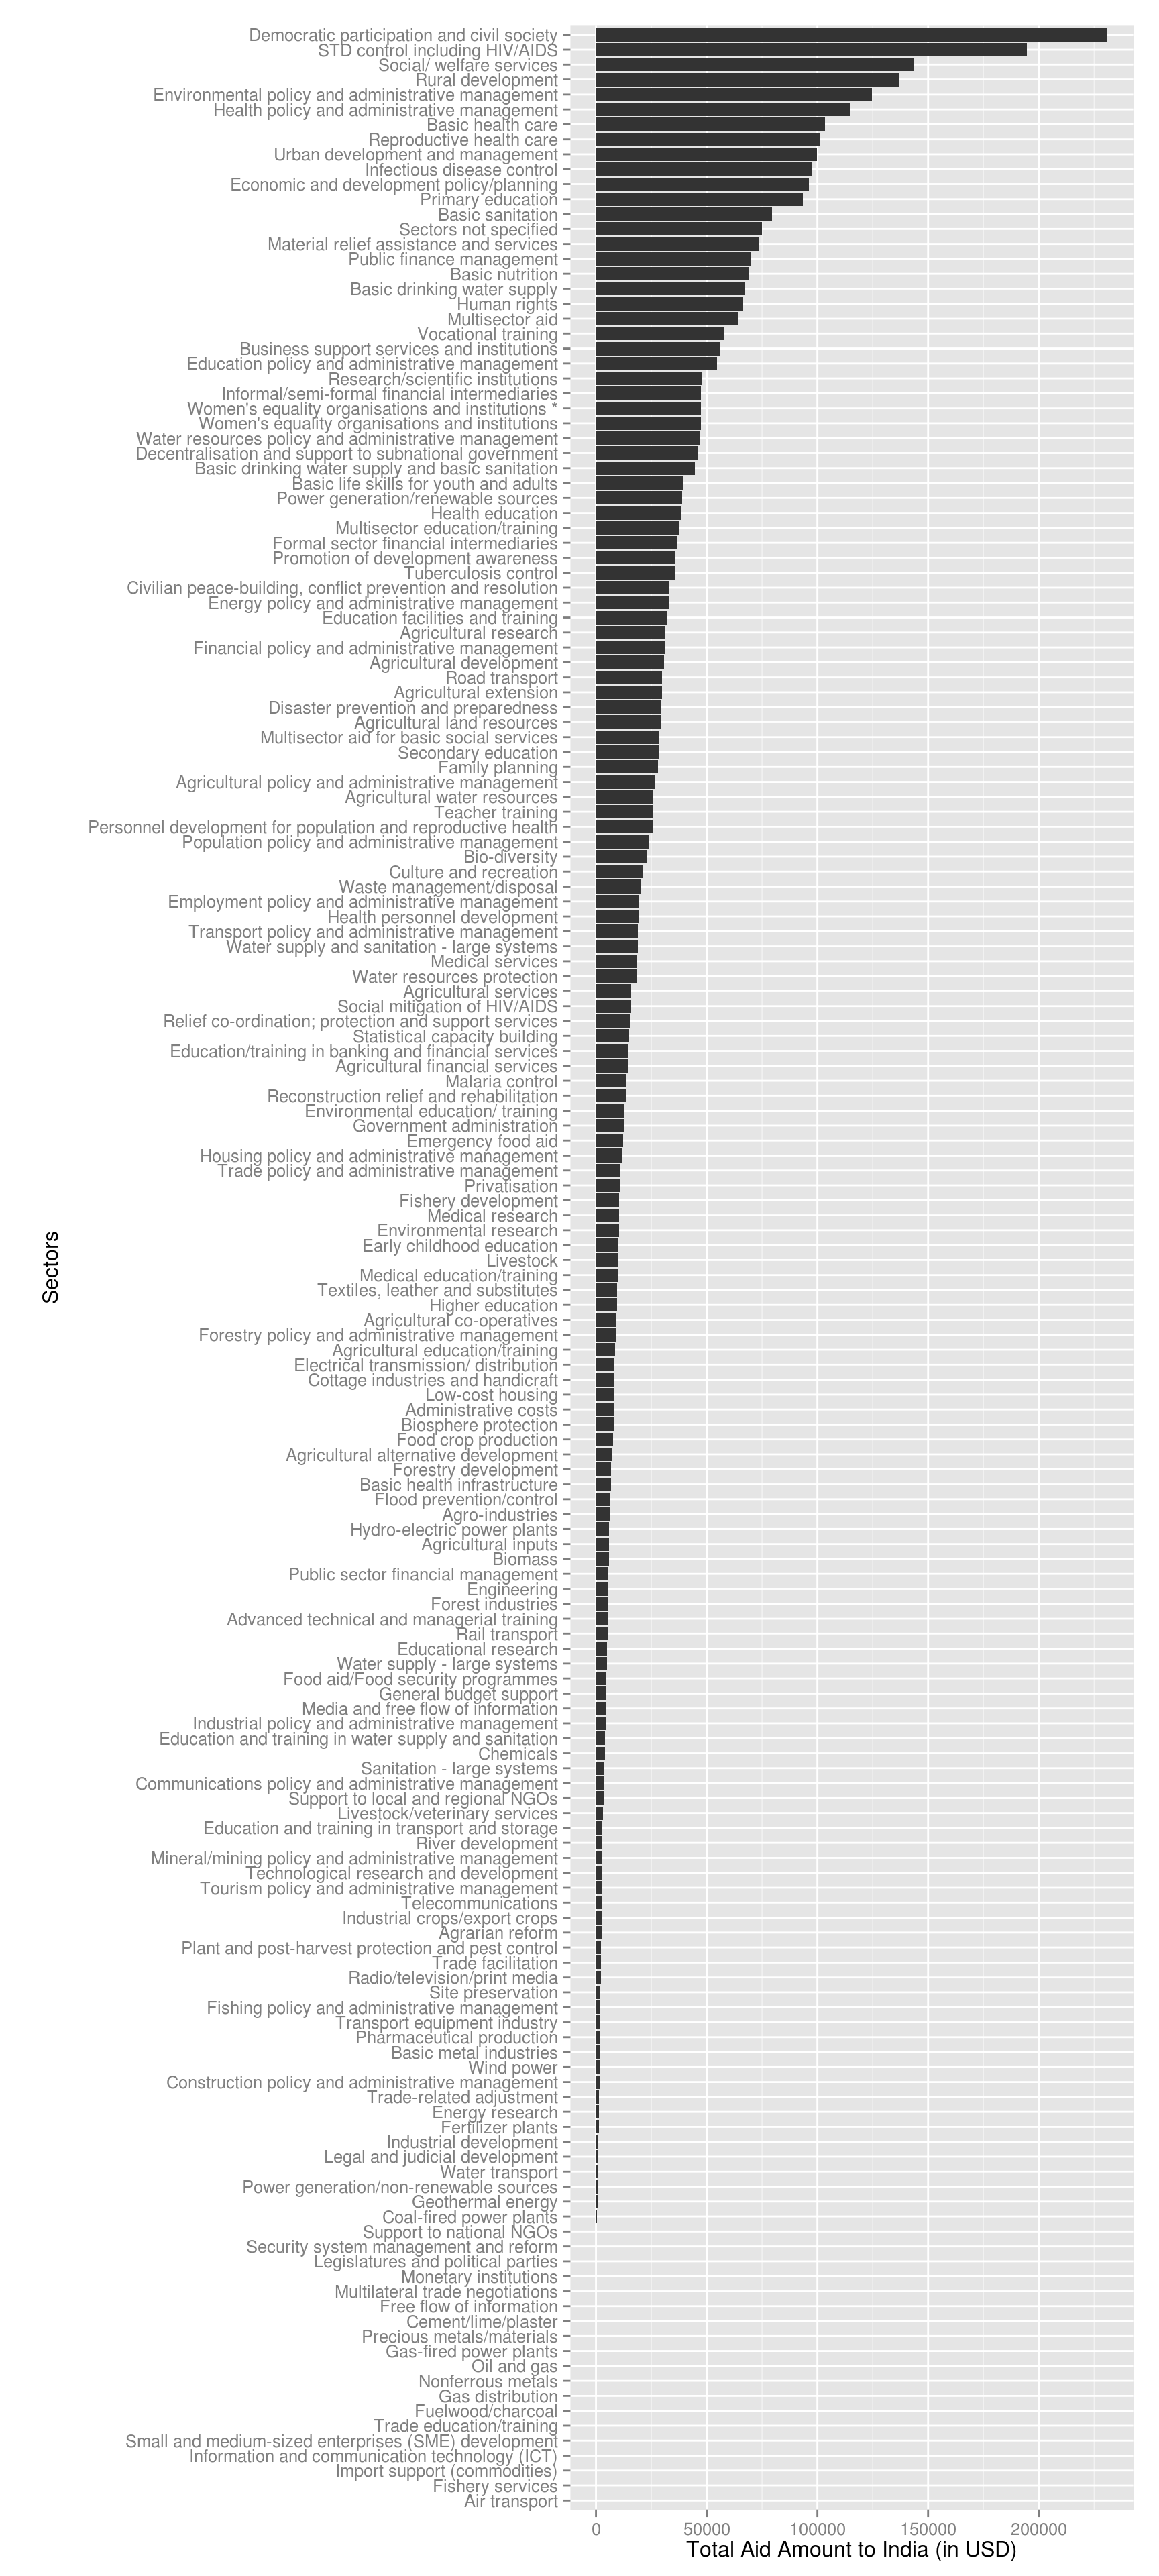 Democratic participation and civil society
STD control including HIV/AIDS
Social/ welfare services
Rural development
Environmental policy and administrative management
Health policy and administrative management
Basic health care
Reproductive health care
Urban development and management
Infectious disease control
Economic and development policy/planning
Primary education
Basic sanitation
Sectors not specified
Material relief assistance and services
Public finance management
Basic nutrition
Basic drinking water supply
Human rights
Multisector aid
Vocational training
Business support services and institutions
Education policy and administrative management
Research/scientific institutions
Informal/semi-formal financial intermediaries
Women's equality organisations and institutions *
Women's equality organisations and institutions
Water resources policy and administrative management
Decentralisation and support to subnational government
Basic drinking water supply and basic sanitation
Basic life skills for youth and adults
Power generation/renewable sources
Health education
Multisector education/training
Formal sector financial intermediaries
Promotion of development awareness
Tuberculosis control
Civilian peace-building, conflict prevention and resolution
Energy policy and administrative management
Education facilities and training
Agricultural research
Financial policy and administrative management
Agricultural development
Road transport
Agricultural extension
Disaster prevention and preparedness
Agricultural land resources
Multisector aid for basic social services
Secondary education
Family planning
Agricultural policy and administrative management
Agricultural water resources
Teacher training
Personnel development for population and reproductive health
Population policy and administrative management
Bio-diversity
Culture and recreation
Waste management/disposal
Employment policy and administrative management
Health personnel development
Transport policy and administrative management
Water supply and sanitation - large systems
Medical services
Water resources protection
Agricultural services
Social mitigation of HIV/AIDS
Relief co-ordination; protection and support services
Statistical capacity building
Education/training in banking and financial services
Agricultural financial services
Malaria control
Reconstruction relief and rehabilitation
Environmental education/ training
Government administration
Emergency food aid
Housing policy and administrative management
Trade policy and administrative management
Privatisation
Fishery development
Medical research
Environmental research
Early childhood education
Livestock
Medical education/training
Textiles, leather and substitutes
Higher education
Agricultural co-operatives
Forestry policy and administrative management
Agricultural education/training
Electrical transmission/ distribution
Cottage industries and handicraft
Low-cost housing
Administrative costs
Biosphere protection
Food crop production
Agricultural alternative development
Forestry development
Basic health infrastructure
Flood prevention/control
Agro-industries
Hydro-electric power plants
Agricultural inputs
Biomass
Public sector financial management
Engineering
Forest industries
Advanced technical and managerial training
Rail transport
Educational research
Water supply - large systems
Food aid/Food security programmes
General budget support
Media and free flow of information
Industrial policy and administrative management
Education and training in water supply and sanitation
Chemicals
Sanitation - large systems
Communications policy and administrative management
Support to local and regional NGOs
Livestock/veterinary services
Education and training in transport and storage
River development
Mineral/mining policy and administrative management
Technological research and development
Tourism policy and administrative management
Telecommunications
Industrial crops/export crops
Agrarian reform
Plant and post-harvest protection and pest control
Trade facilitation
Radio/television/print media
Site preservation
Fishing policy and administrative management
Transport equipment industry
Pharmaceutical production
Basic metal industries
Wind power
Construction policy and administrative management
Trade-related adjustment
Energy research
Fertilizer plants
Industrial development
Legal and judicial development
Water transport
Power generation/non-renewable sources
Geothermal energy
Coal-fired power plants
Support to national NGOs
Security system management and reform
Legislatures and political parties
Monetary institutions
Multilateral trade negotiations
Free flow of information
Cement/lime/plaster
Precious metals/materials
Gas-fired power plants
Oil and gas
Nonferrous metals
Gas distribution
Fuelwood/charcoal
Trade education/training
Small and medium-sized enterprises (SME) development
Information and communication technology (ICT)
Import support (commodities)
Fishery services
Air transport
Sectors
0 50000 100000 150000 200000
Total Aid Amount to India (in USD)